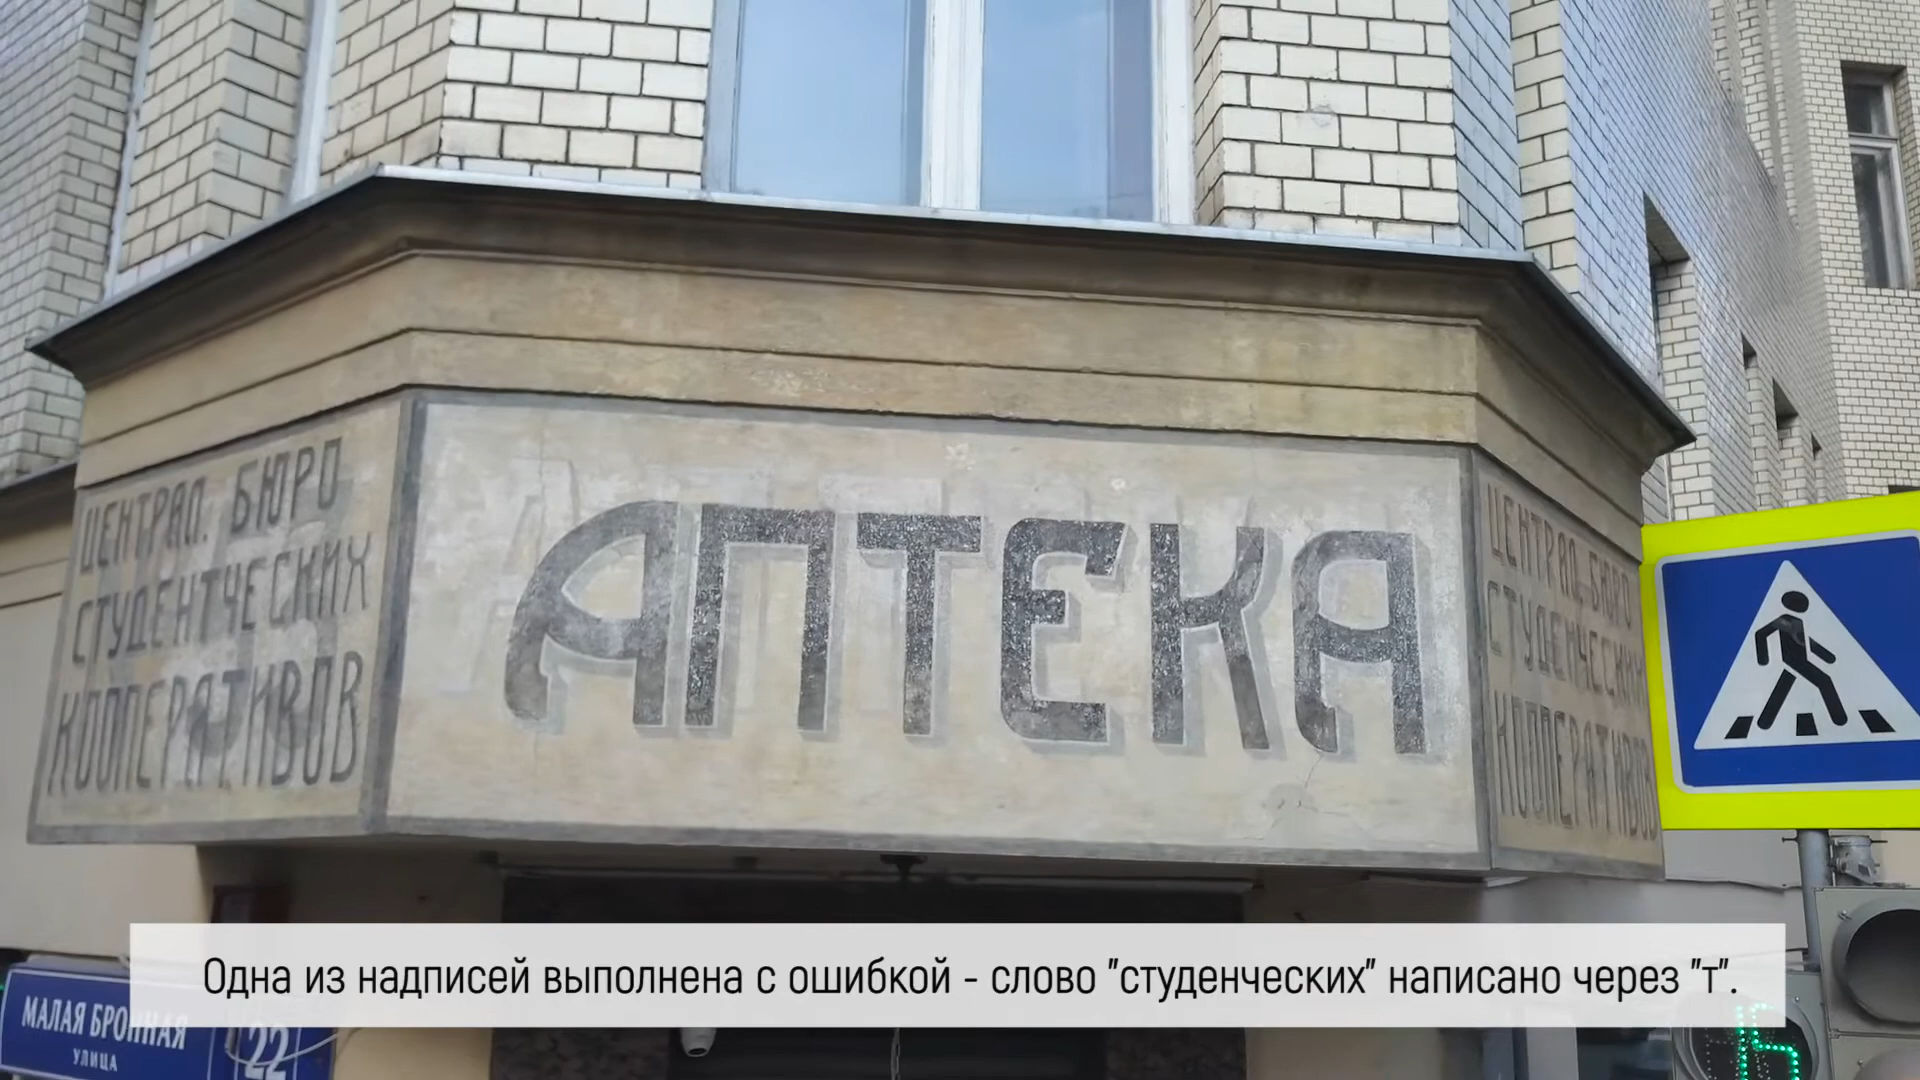 ЦЕНТРАЛ. БЮРО
СТУДЕНТЧЕСКИХ
КООПЕРАТИВОВ
АПТЕКА
ЦЕНТРАЛ. БЮРО
СТУДЕНЧЕСКИХ
КООПЕРАТИВОВ
Одна из надписей выполнена с ошибкой - слово "студенческих" написано через "т".
МАЛАЯ БРОННАЯ
УЛИЦА
22
15